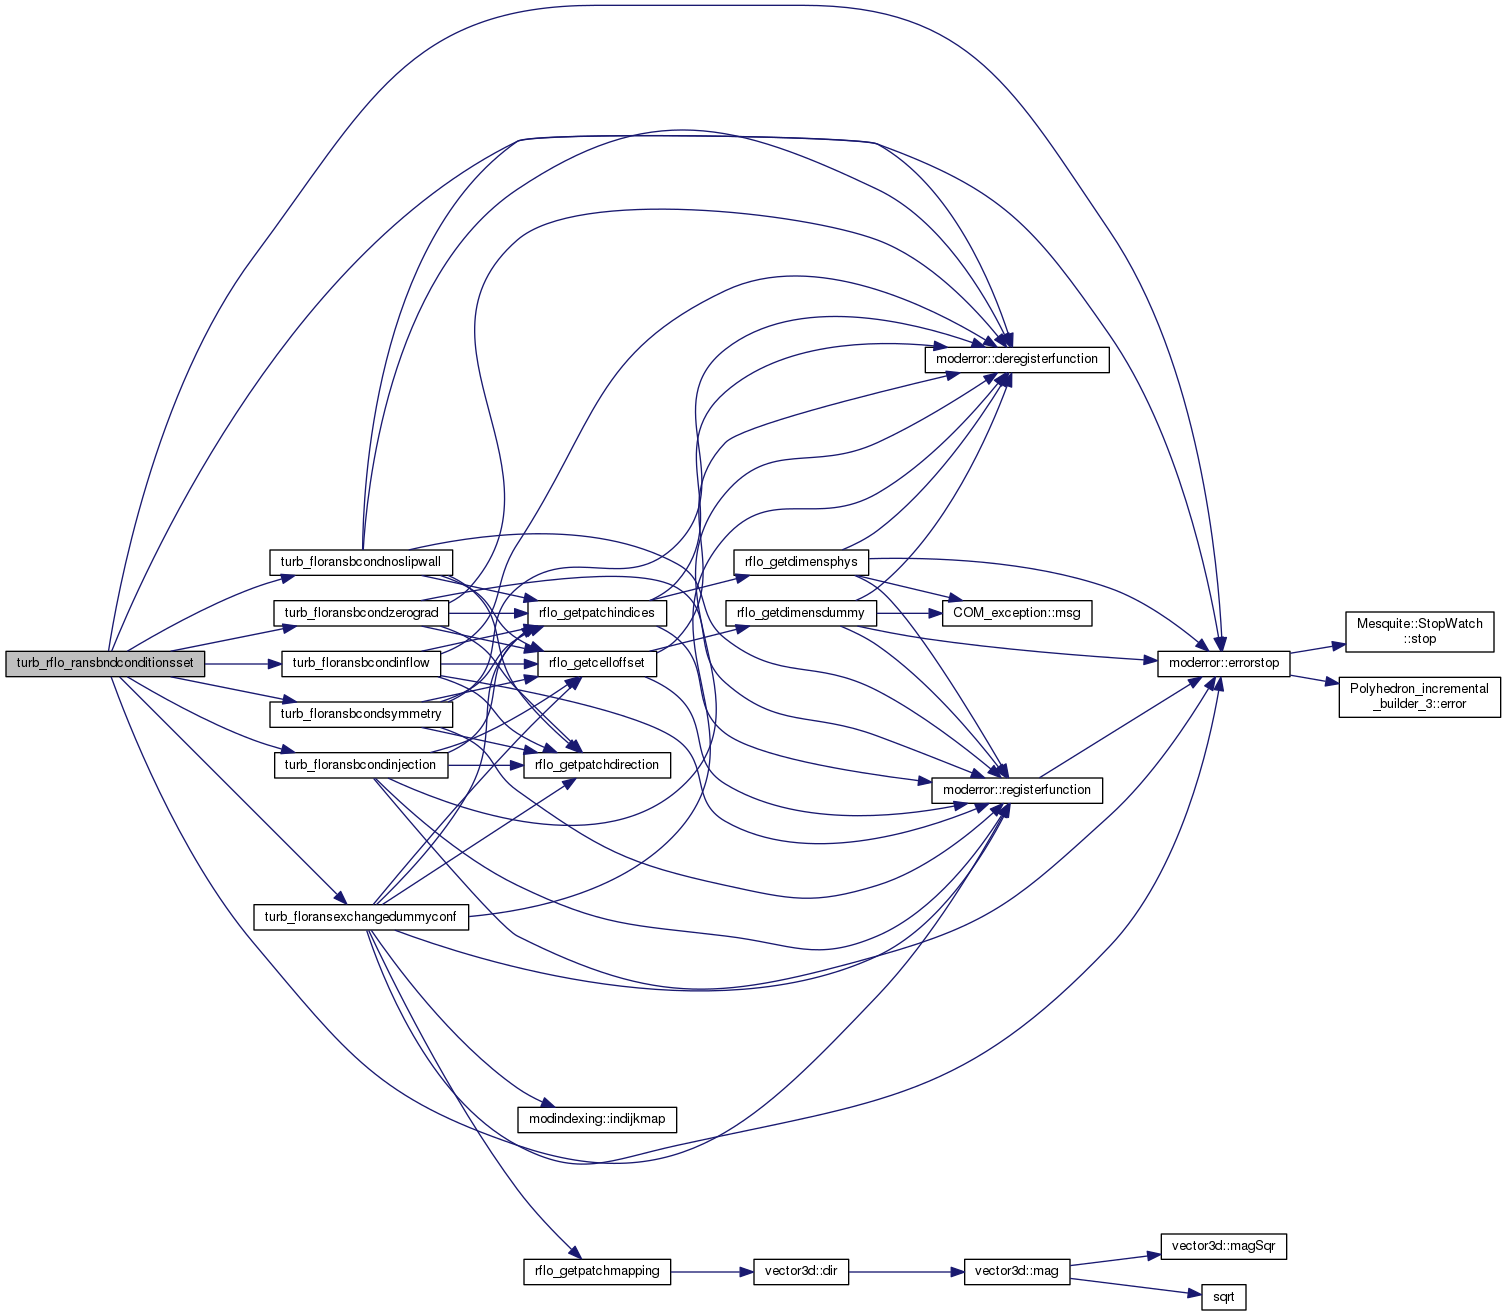 turb_rflo_ransbndconditionsset
turb_floransbcondnoslipwall
turb_floransbcondzerograd
turb_floransbcondinflow
turb_floransbcondsymmetry
turb_floransbcondinjection
turb_floransexchangedummyconf
rflo_getpatchindices
rflo_getcelloffset
rflo_getpatchdirection
modindexing::indijkmap
rflo_getpatchmapping
rflo_getdimensphys
rflo_getdimensdummy
vector3d::dir
moderror::deregisterfunction
COM_exception::msg
moderror::registerfunction
vector3d::mag
moderror::errorstop
vector3d::magSqr
sqrt
Mesquite::StopWatch
::stop
Polyhedron_incremental
_builder_3::error